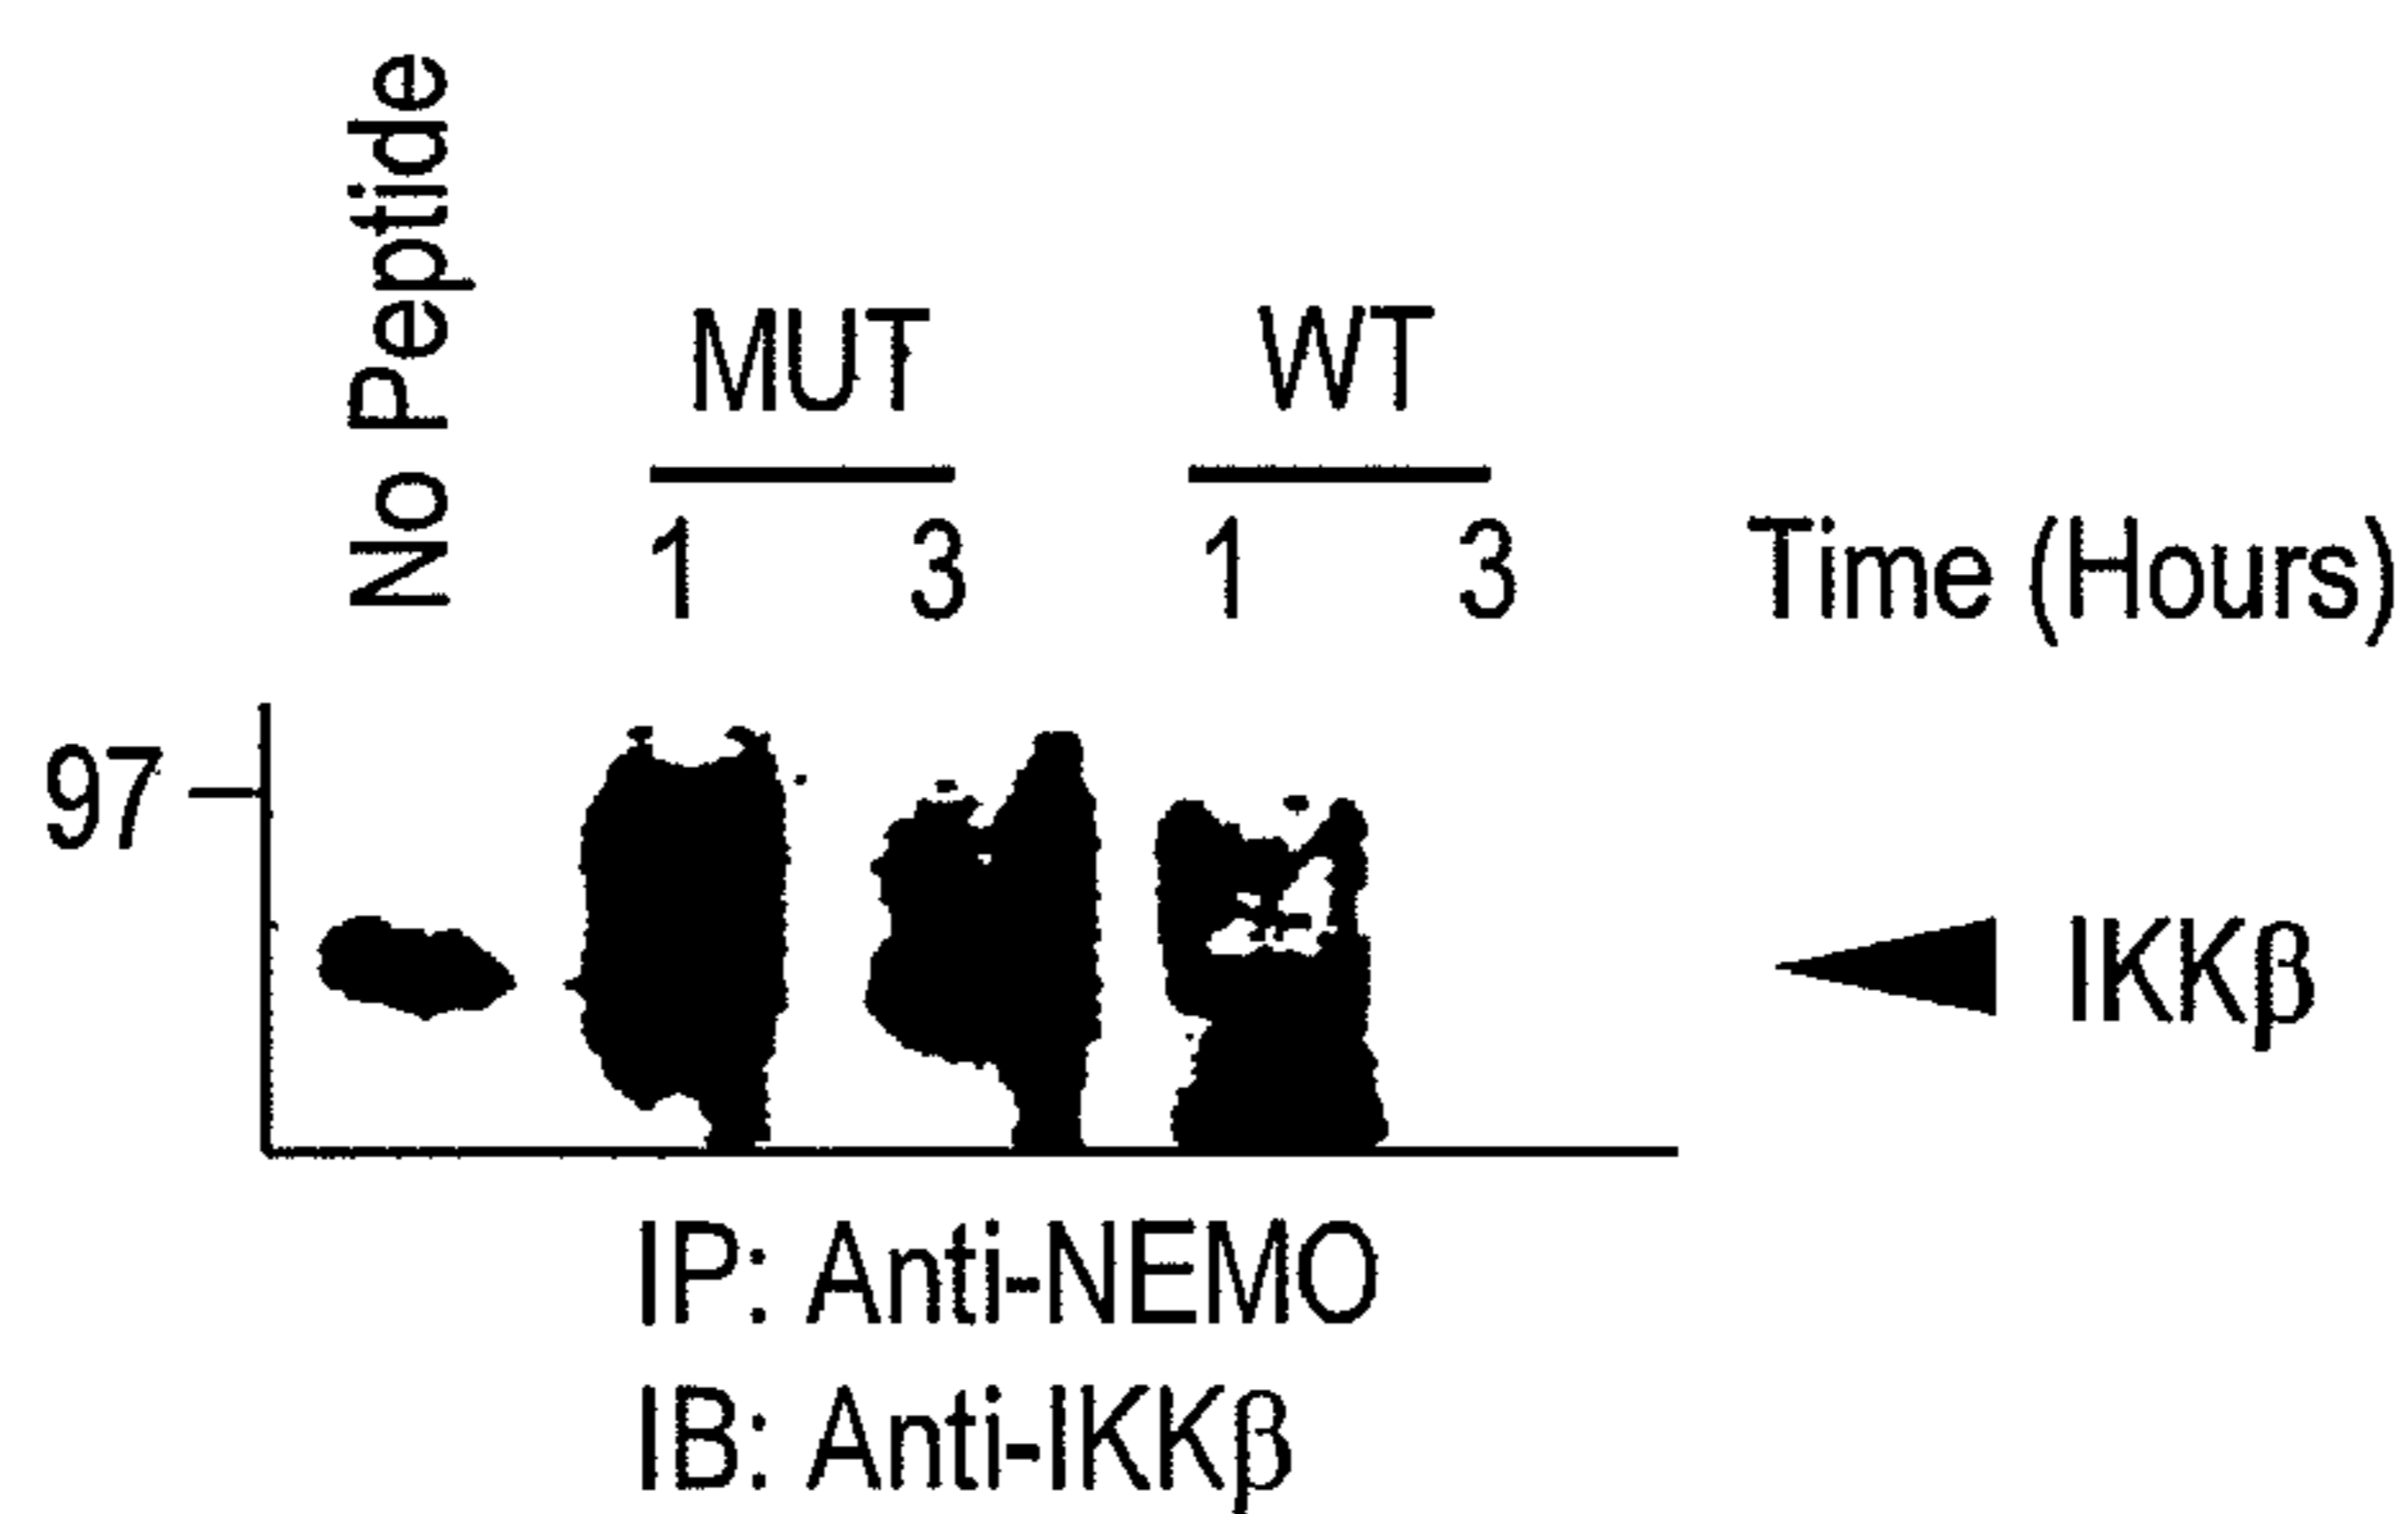 No Peptide
MUT WT
1 3 1 3 Time (Hours)
97
IKKβ
IP: Anti-NEMO
IB: Anti-IKKβ